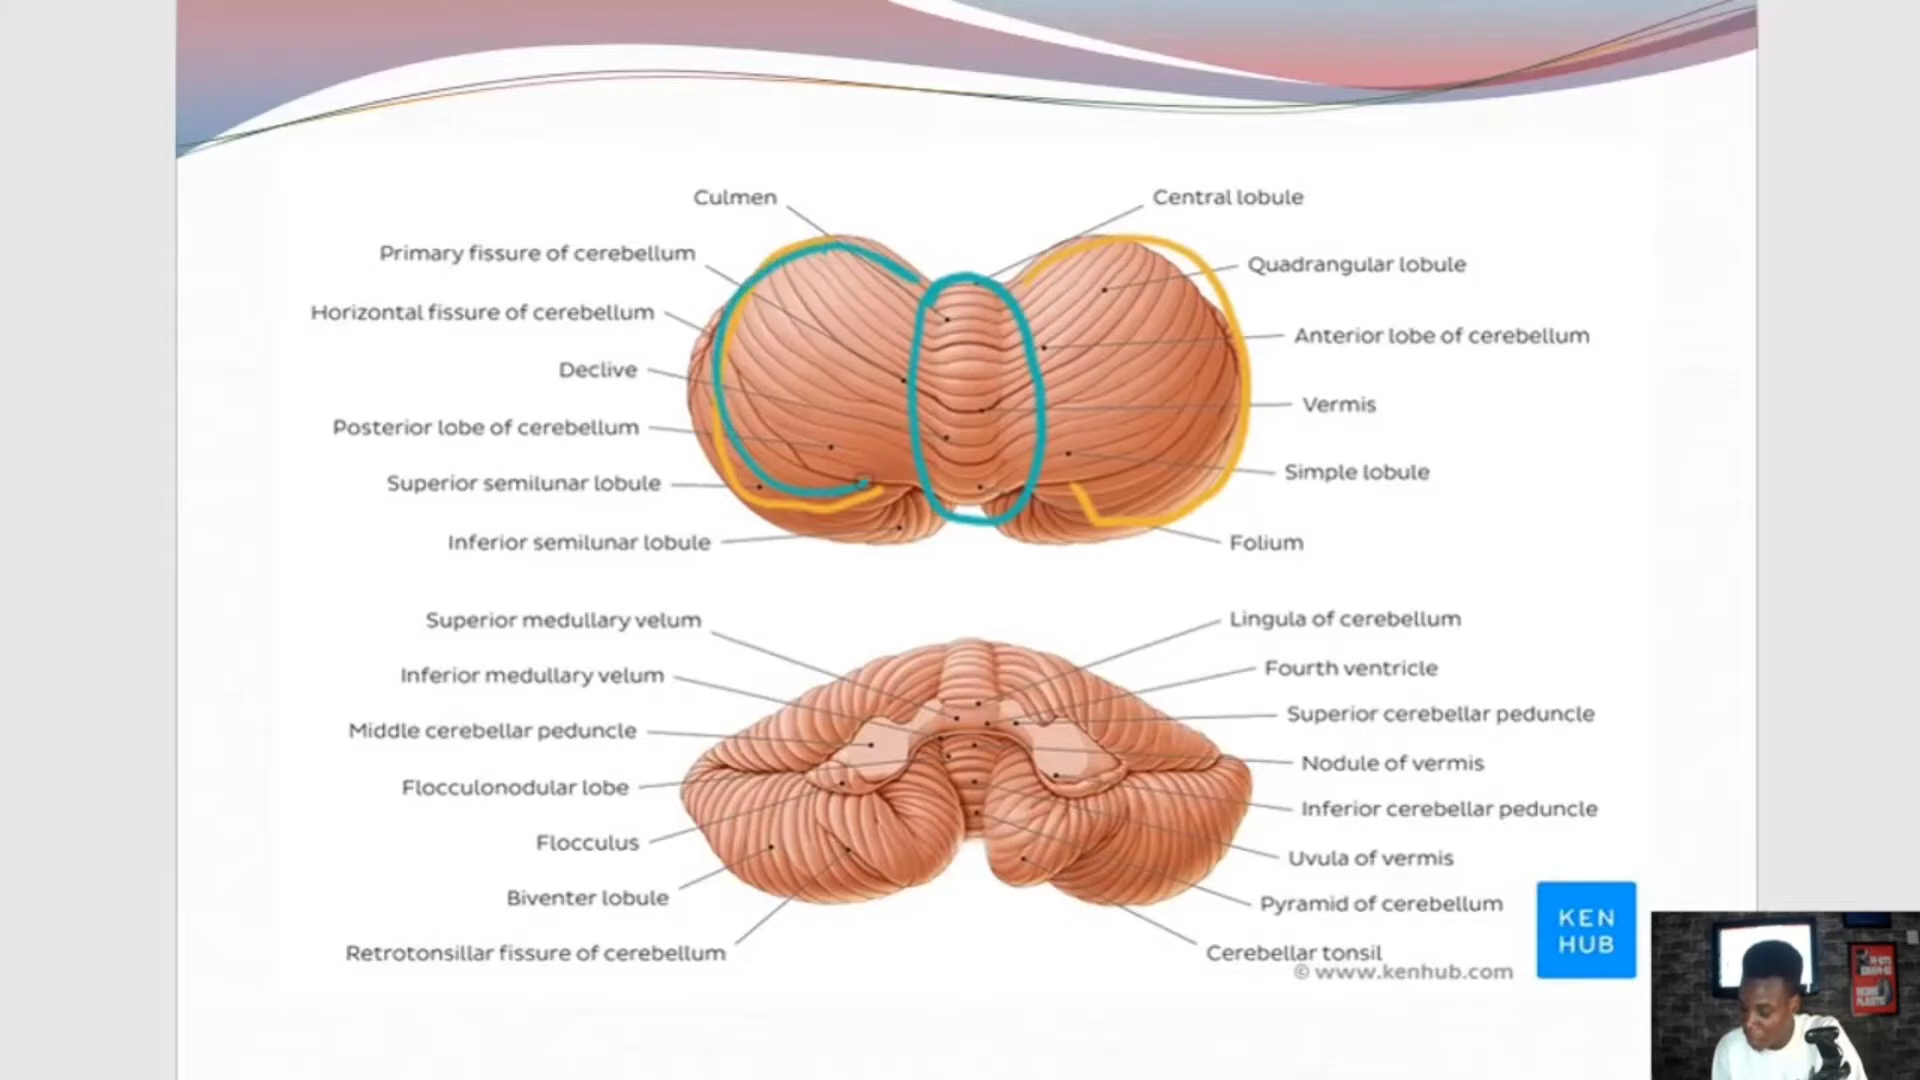 Culmen
Central lobule
Primary fissure of cerebellum
Quadrangular lobule
Horizontal fissure of cerebellum
Anterior lobe of cerebellum
Declive
Vermis
Posterior lobe of cerebellum
Simple lobule
Superior semilunar lobule
Inferior semilunar lobule
Folium
Superior medullary velum
Lingula of cerebellum
Inferior medullary velum
Fourth ventricle
Middle cerebellar peduncle
Superior cerebellar peduncle
Flocculonodular lobe
Nodule of vermis
Inferior cerebellar peduncle
Flocculus
Uvula of vermis
Biventer lobule
Pyramid of cerebellum
Retrotonsillar fissure of cerebellum
Cerebellar tonsil
© www.kenhub.com
KEN
HUB